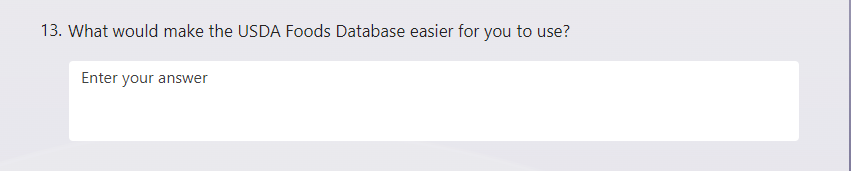 13. What would make the USDA Foods Database easier for you to use?
Enter your answer